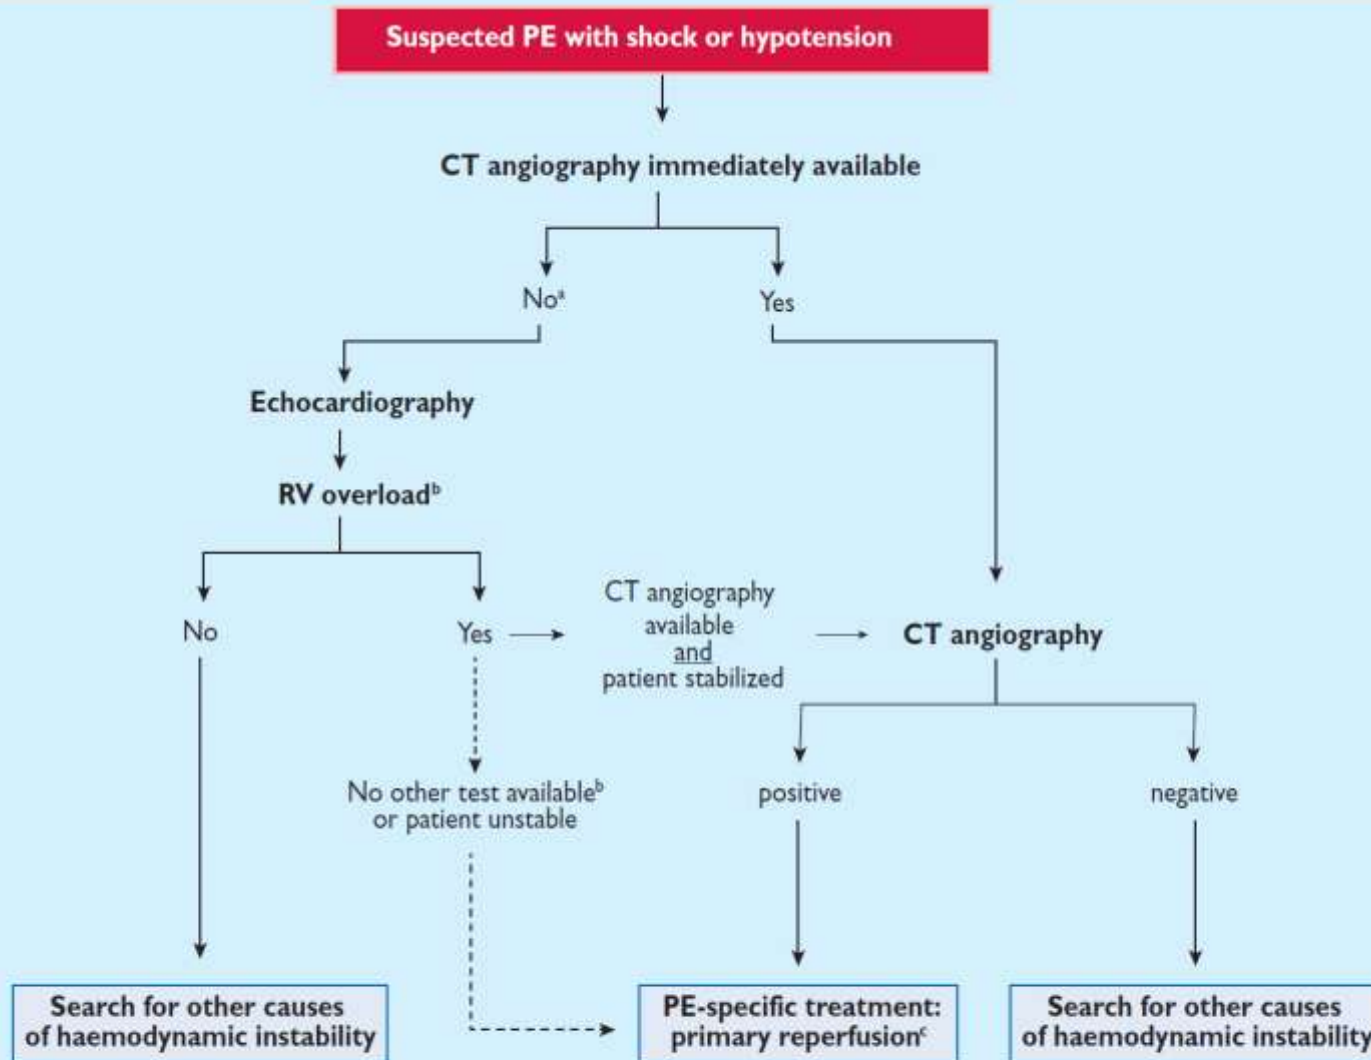 Suspected PE with shock or hypotension
CT angiography immediately available
Noᵃ
Yes
Echocardiography
RV overloadᵇ
No
Yes
CT angiography
available
and
patient stabilized
CT angiography
No other test availableᵇ
or patient unstable
positive
negative
Search for other causes
of haemodynamic instability
PE-specific treatment:
primary reperfusionᶜ
Search for other causes
of haemodynamic instability